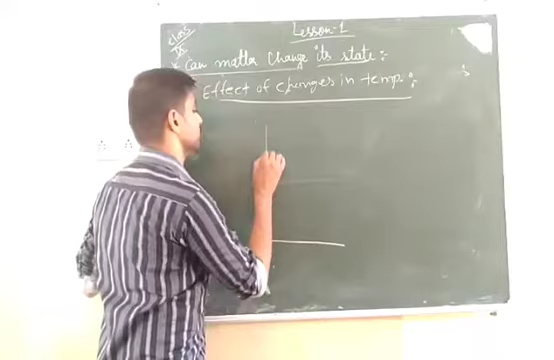 Lesson-1
Class
IX
* Can matter Change its state :-
Effect of changes in temp. :-